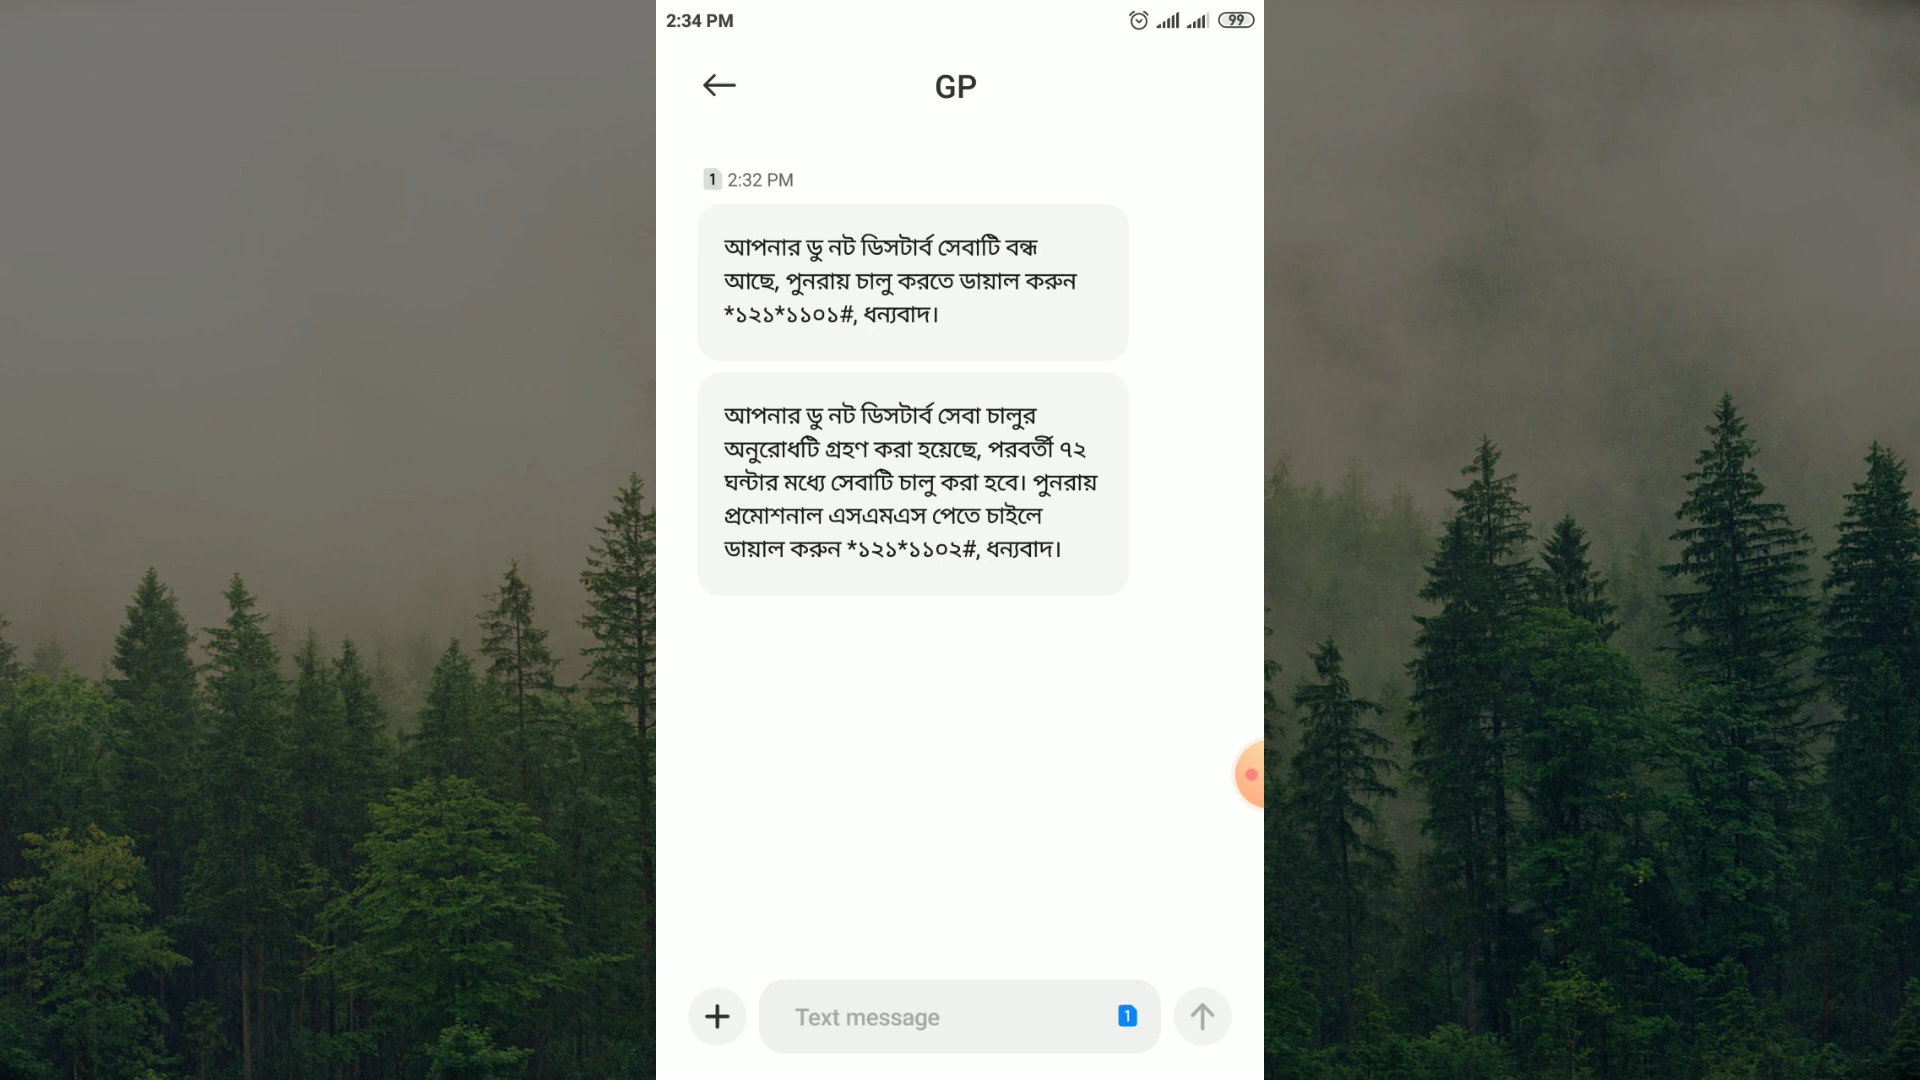 2:34 PM
99
GP
1 2:32 PM
আপনার ডু নট ডিসটার্ব সেবাটি বন্ধ
আছে, পুনরায় চালু করতে ডায়াল করুন
*১২১*১১০১#, ধন্যবাদ।
আপনার ডু নট ডিসটার্ব সেবা চালুর
অনুরোধটি গ্রহণ করা হয়েছে, পরবর্তী ৭২
ঘন্টার মধ্যে সেবাটি চালু করা হবে। পুনরায়
প্রমোশনাল এসএমএস পেতে চাইলে
ডায়াল করুন *১২১*১১০২#, ধন্যবাদ।
Text message
1